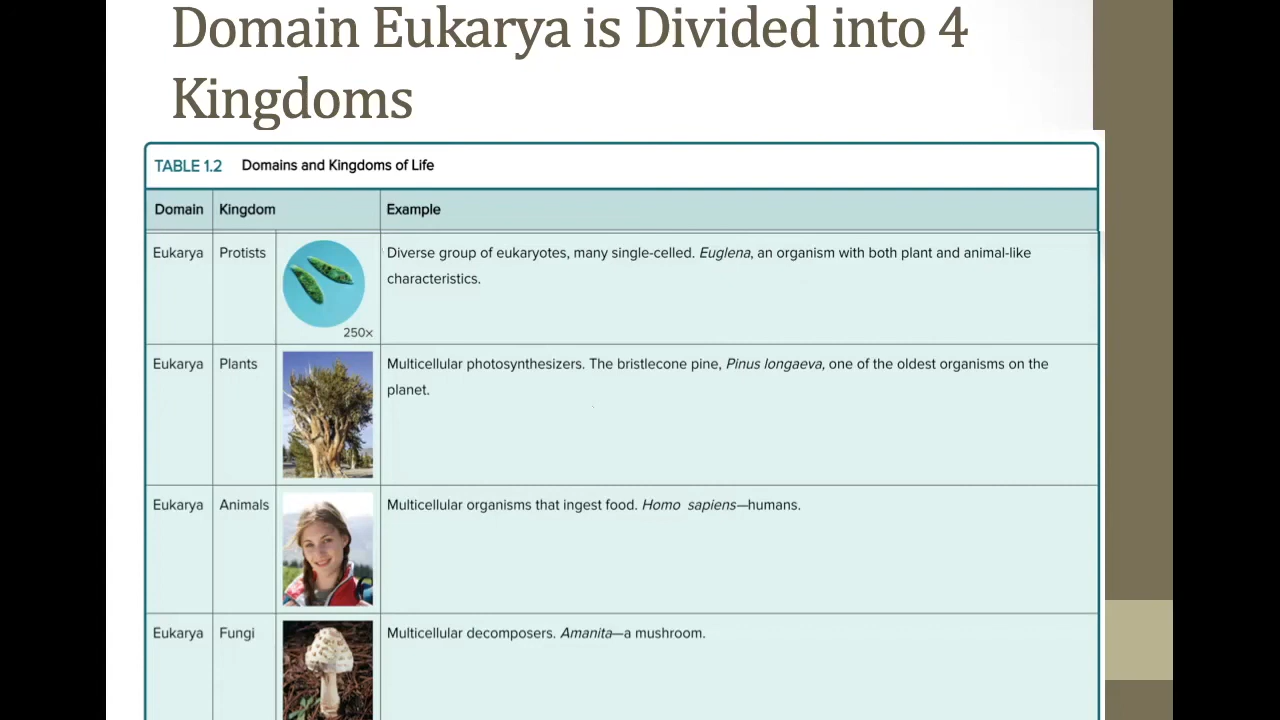 Domain Eukarya is Divided into 4
Kingdoms
TABLE 1.2 Domains and Kingdoms of Life
Domain Kingdom Example
Eukarya Protists Diverse group of eukaryotes, many single-celled. Euglena, an organism with both plant and animal-like
characteristics.
250x
Eukarya Plants Multicellular photosynthesizers. The bristlecone pine, Pinus longaeva, one of the oldest organisms on the
planet.
Eukarya Animals Multicellular organisms that ingest food. Homo sapiens—humans.
Eukarya Fungi Multicellular decomposers. Amanita—a mushroom.